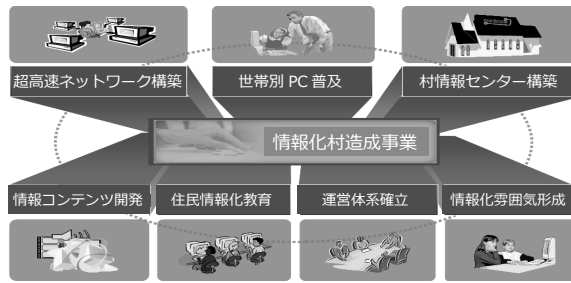 超高速ネットワーク構築
世帯別 PC 普及
村情報センター構築
情報化村造成事業
情報コンテンツ開発
住民情報化教育
運営体系確立
情報化雰囲気形成